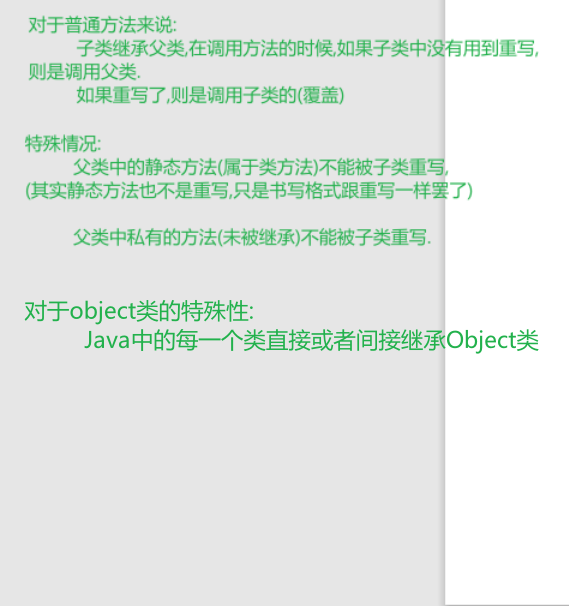 对于普通方法来说:
子类继承父类,在调用方法的时候,如果子类中没有用到重写,
则是调用父类.
如果重写了,则是调用子类的(覆盖)
特殊情况:
父类中的静态方法(属于类方法)不能被子类重写,
(其实静态方法也不是重写,只是书写格式跟重写一样罢了)
父类中私有的方法(未被继承)不能被子类重写.
对于object类的特殊性:
Java中的每一个类直接或者间接继承Object类